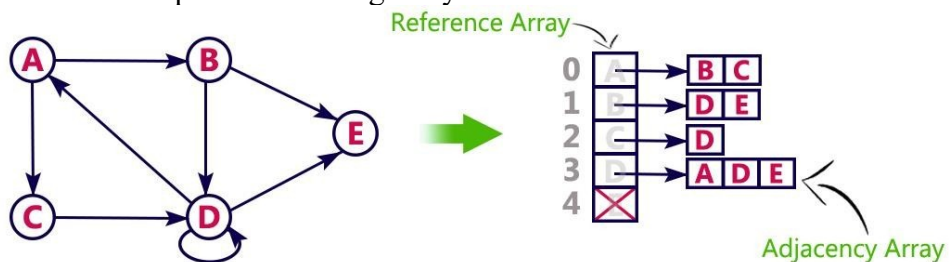 Reference Array
A
B
E
C
D
0 A B C
1 B D E
2 C D
3 D A D E
4
Adjacency Array